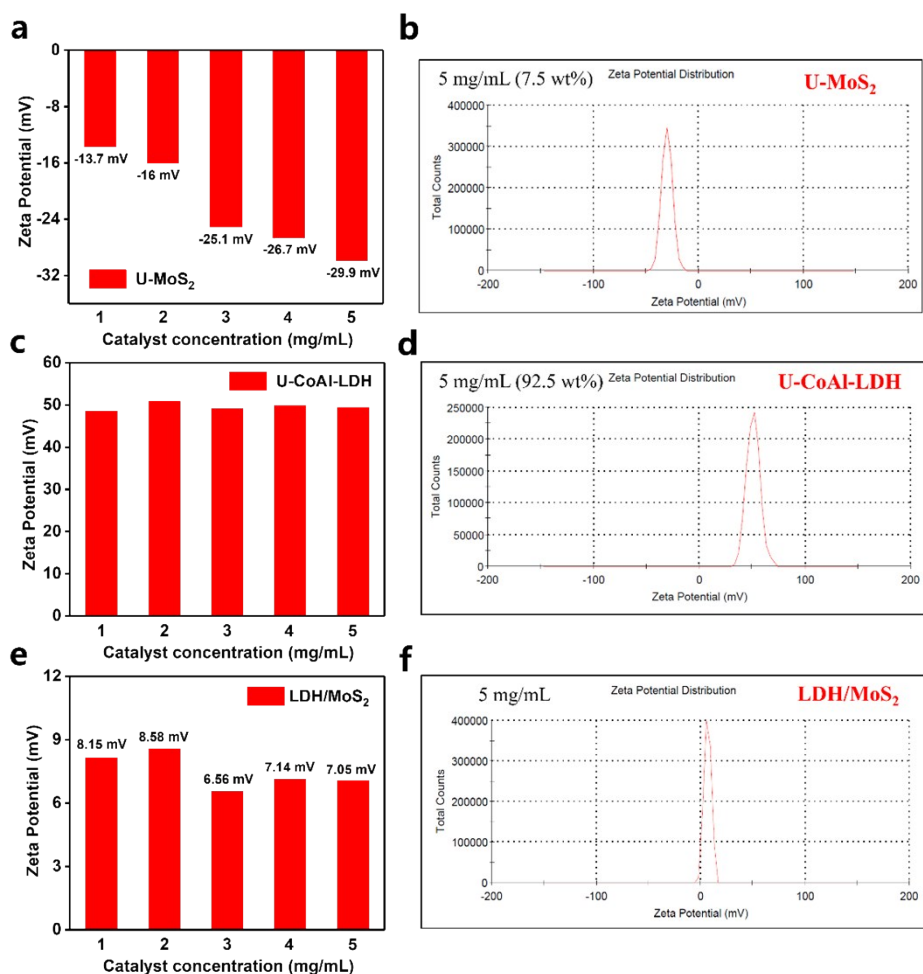 a
0
-8
-16
-24
-32
Zeta Potential (mV)
-13.7 mV
-16 mV
-25.1 mV
-26.7 mV
-29.9 mV
U-MoS₂
1 2 3 4 5
Catalyst concentration (mg/mL)
b
5 mg/mL (7.5 wt%) Zeta Potential Distribution U-MoS₂
400000
300000
200000
100000
0
Total Counts
-200 -100 0 100 200
Zeta Potential (mV)
c
60
50
40
30
20
10
0
Zeta Potential (mV)
U-CoAl-LDH
1 2 3 4 5
Catalyst concentration (mg/mL)
d
5 mg/mL (92.5 wt%) Zeta Potential Distribution U-CoAl-LDH
250000
200000
150000
100000
50000
0
Total Counts
-200 -100 0 100 200
Zeta Potential (mV)
e
12
9
6
3
0
Zeta Potential (mV)
LDH/MoS₂
8.15 mV
8.58 mV
6.56 mV
7.14 mV
7.05 mV
1 2 3 4 5
Catalyst concentration (mg/mL)
f
5 mg/mL Zeta Potential Distribution LDH/MoS₂
400000
300000
200000
100000
0
Total Counts
-200 -100 0 100 200
Zeta Potential (mV)